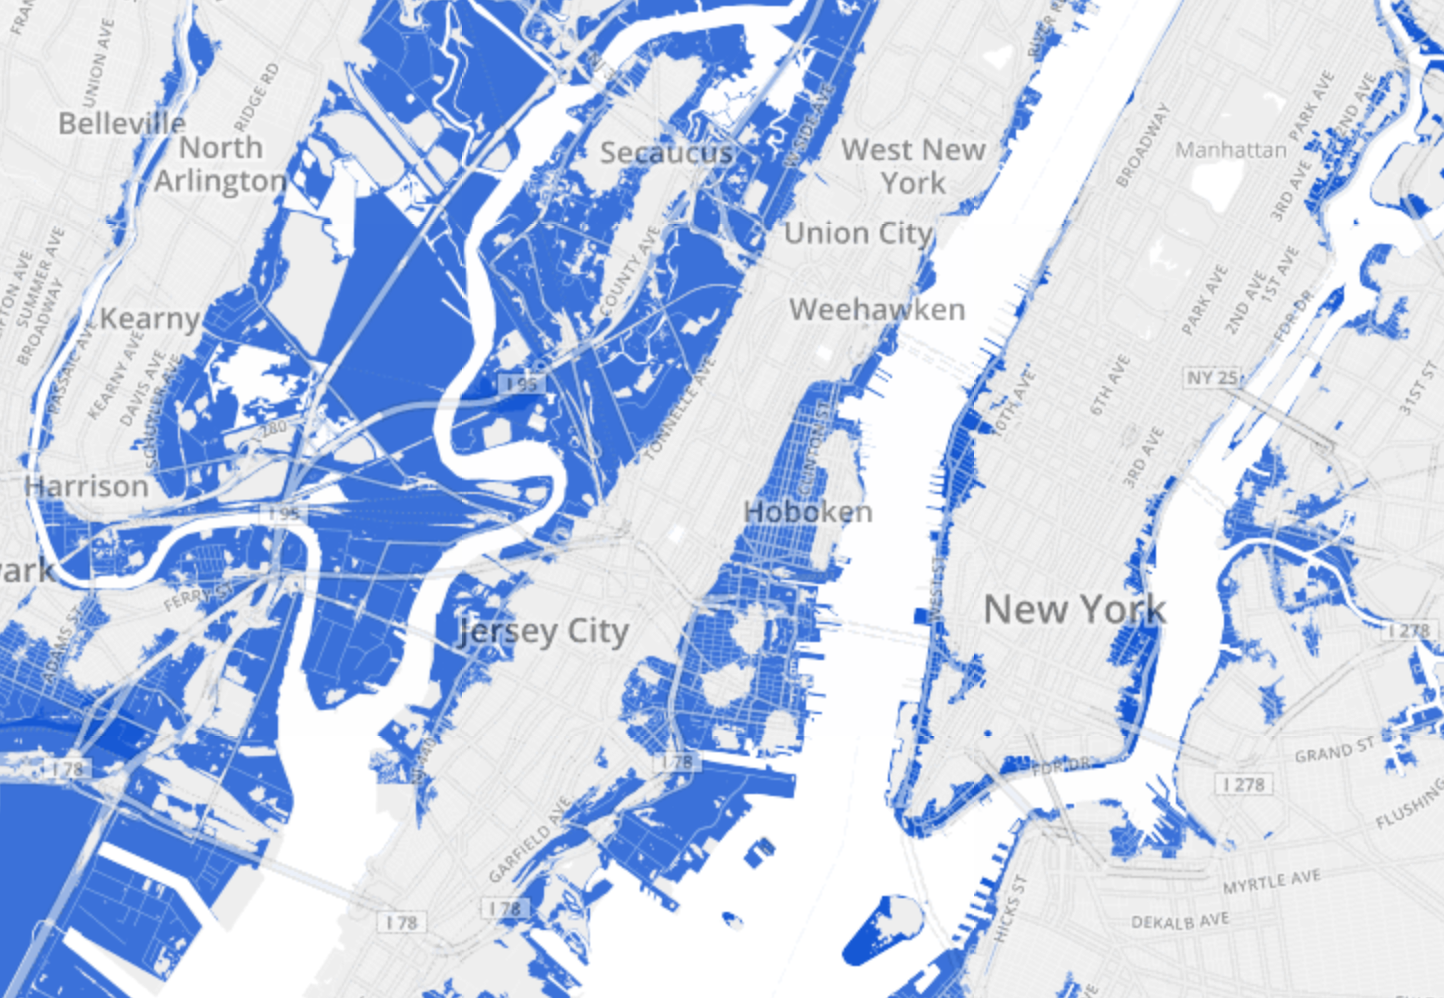 UNION AVE
RIDGE RD
RIVER R
Belleville
North
Arlington
Secaucus
W SIDE AVE
West New
York
BROADWAY
Manhattan
PARK AVE
2ND AVE
3RD AVE
Union City
SUMMER AVE
BROADWAY
COUNTY AVE
Kearny
Weehawken
PARK AVE
2ND AVE
1ST AVE
FDR DR
PASSAIC AVE
KEARNY AVE
DAVIS AVE
SCHUYLER AVE
I 95
NY 25
6TH AVE
10TH AVE
31ST ST
280
TONNELLE AVE
CLINTON ST
3RD AVE
Harrison
I 95
Hoboken
ark
FERRY ST
WEST ST
New York
ADAMS ST
Jersey City
I 278
I 78
I 78
FDR DR
GRAND ST
I 278
GARFIELD AVE
FLUSHING
MYRTLE AVE
I 78
I 78
HICKS ST
DEKALB AVE